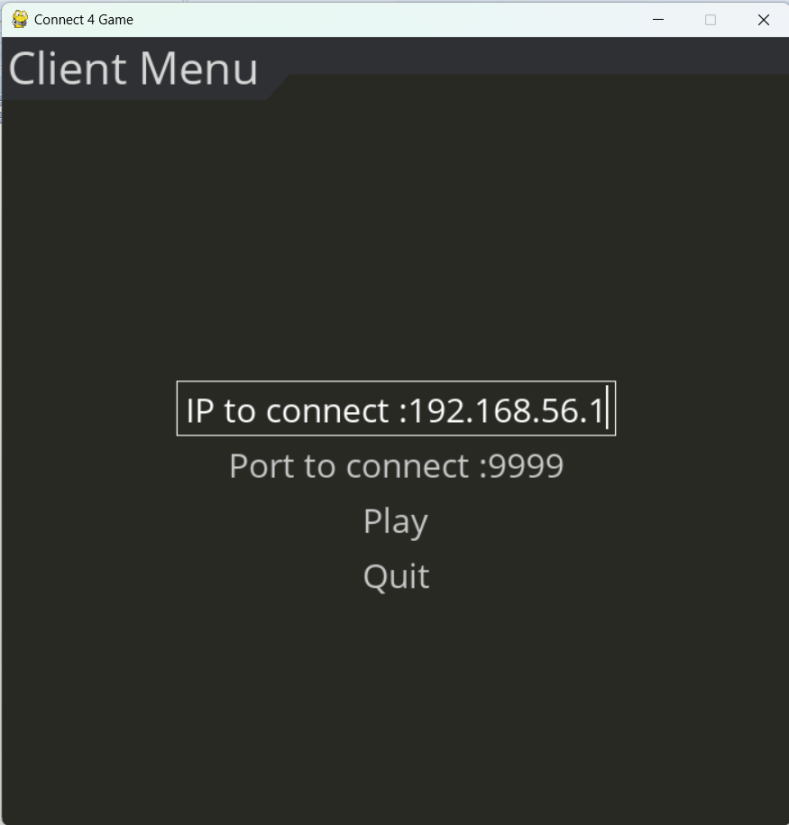 Connect 4 Game
Client Menu
IP to connect :192.168.56.1
Port to connect :9999
Play
Quit